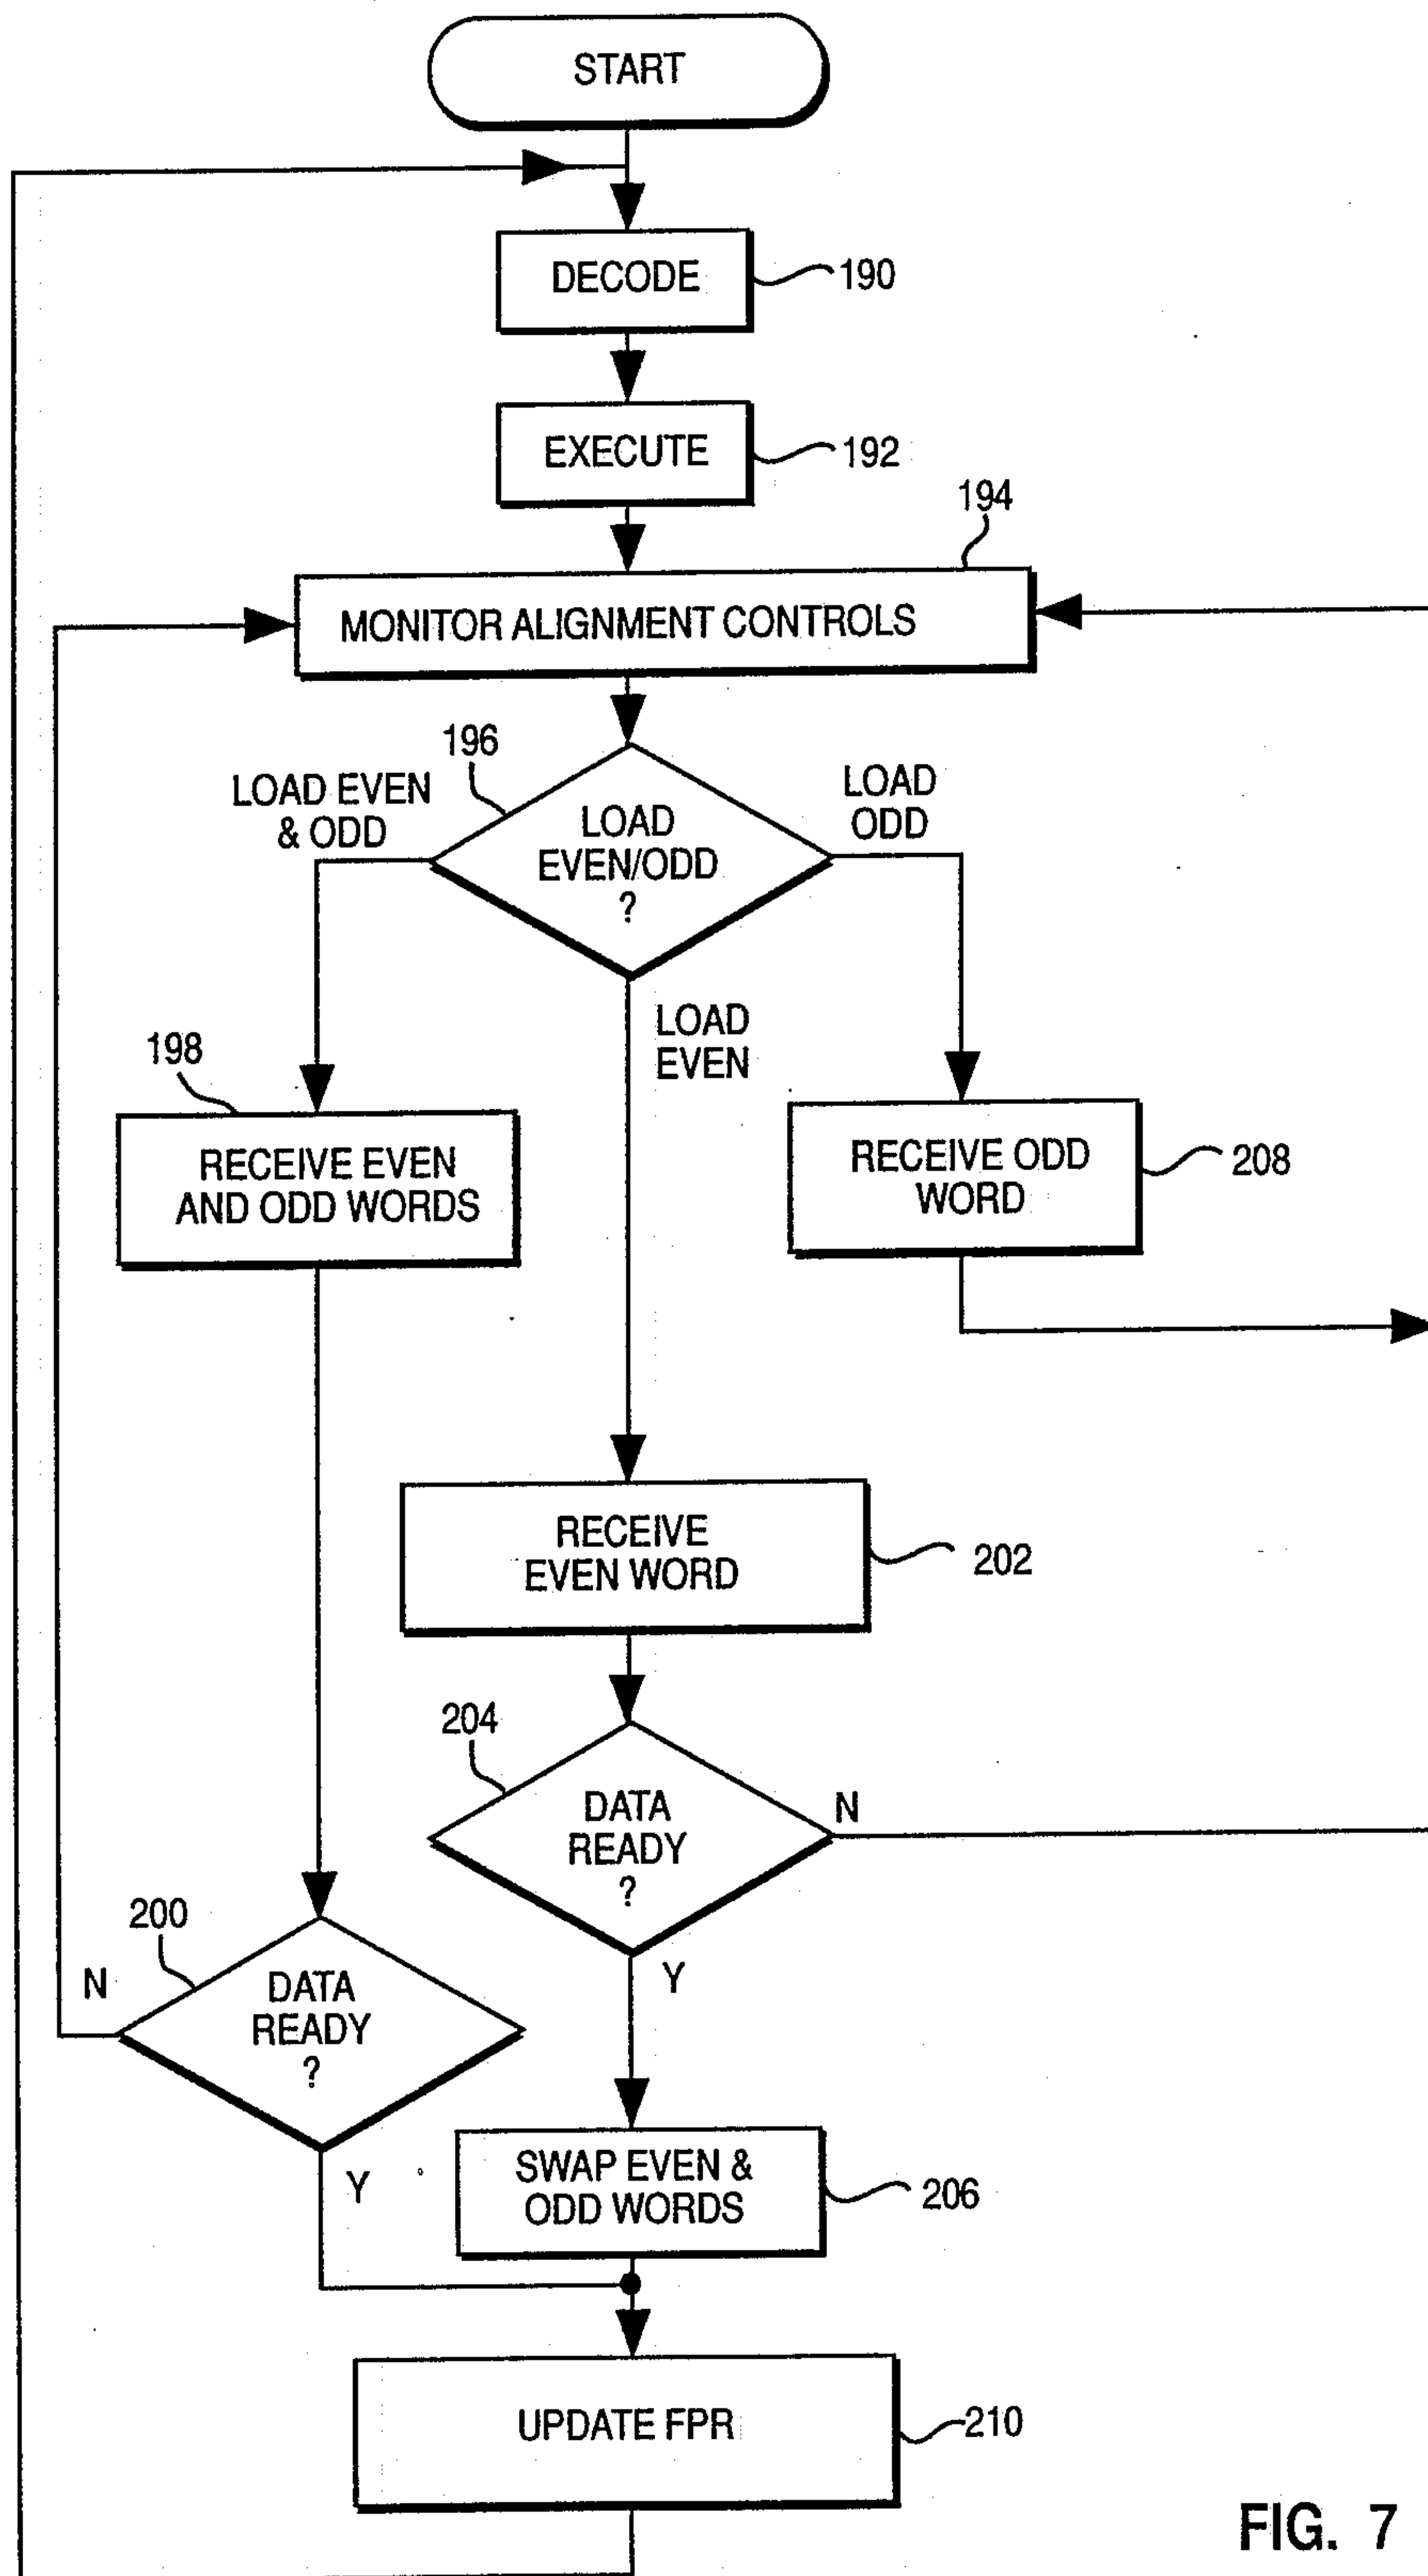 START
DECODE
190
EXECUTE
192
194
MONITOR ALIGNMENT CONTROLS
196
LOAD EVEN
& ODD
LOAD
EVEN/ODD
?
LOAD
ODD
LOAD
EVEN
198
RECEIVE EVEN
AND ODD WORDS
RECEIVE ODD
WORD
208
RECEIVE
EVEN WORD
202
204
DATA
READY
?
N
Y
200
N
DATA
READY
?
Y
SWAP EVEN &
ODD WORDS
206
UPDATE FPR
210
FIG. 7